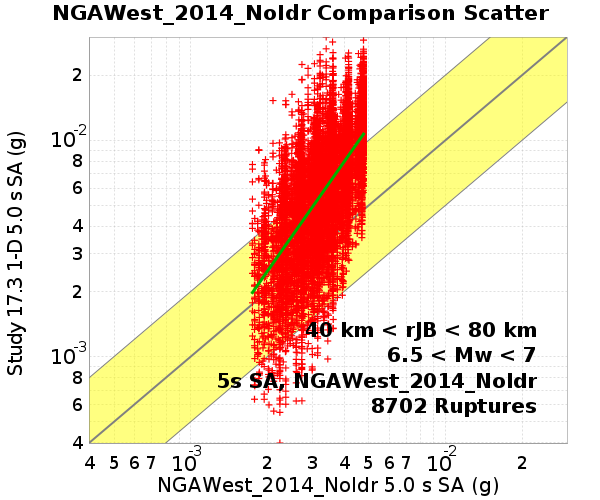 NGAWest_2014_NoIdr Comparison Scatter
Study 17.3 1-D 5.0 s SA (g)
2
10-2
8
6
4
3
2
10-3
8
6
4
40 km < rJB < 80 km
6.5 < Mw < 7
5s SA, NGAWest_2014_NoIdr
8702 Ruptures
4 5 6 7 10-3 2 3 4 5 6 7 10-2 2
NGAWest_2014_NoIdr 5.0 s SA (g)